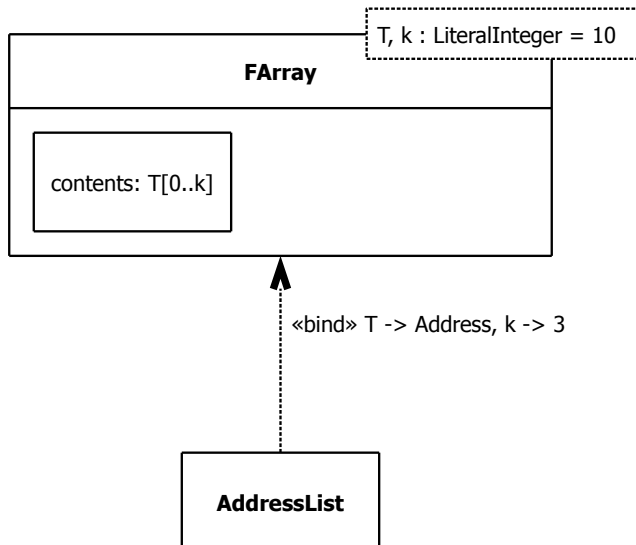 T, k : LiteralInteger = 10
FArray
contents: T[0..k]
«bind» T -> Address, k -> 3
AddressList